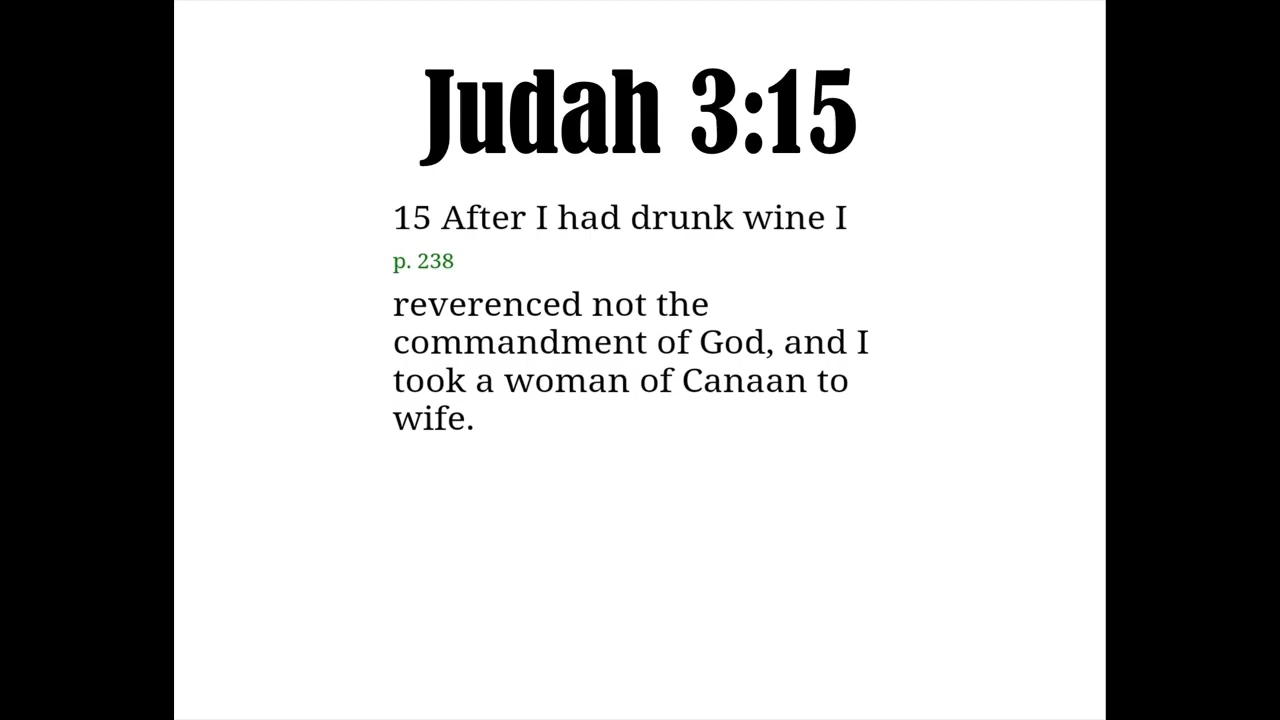 Judah 3:15
15 After I had drunk wine I
p. 238
reverenced not the
commandment of God, and I
took a woman of Canaan to
wife.